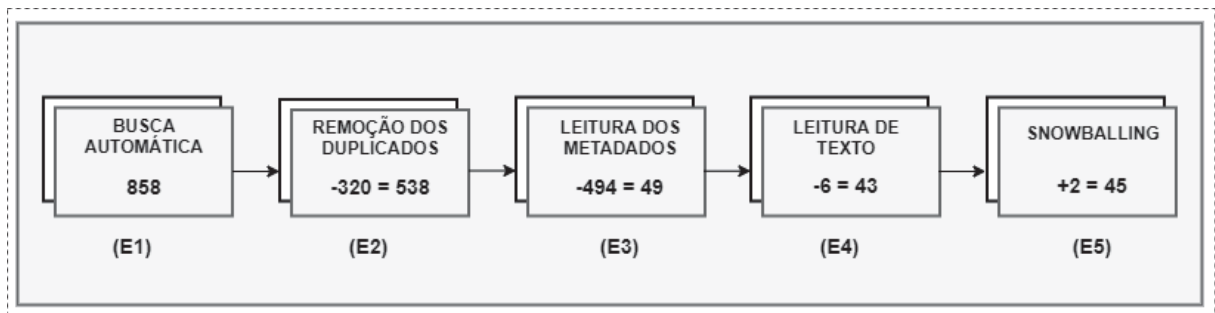 BUSCA
AUTOMÁTICA
858
(E1)
REMOÇÃO DOS
DUPLICADOS
-320 = 538
(E2)
LEITURA DOS
METADADOS
-494 = 49
(E3)
LEITURA DE
TEXTO
-6 = 43
(E4)
SNOWBALLING
+2 = 45
(E5)